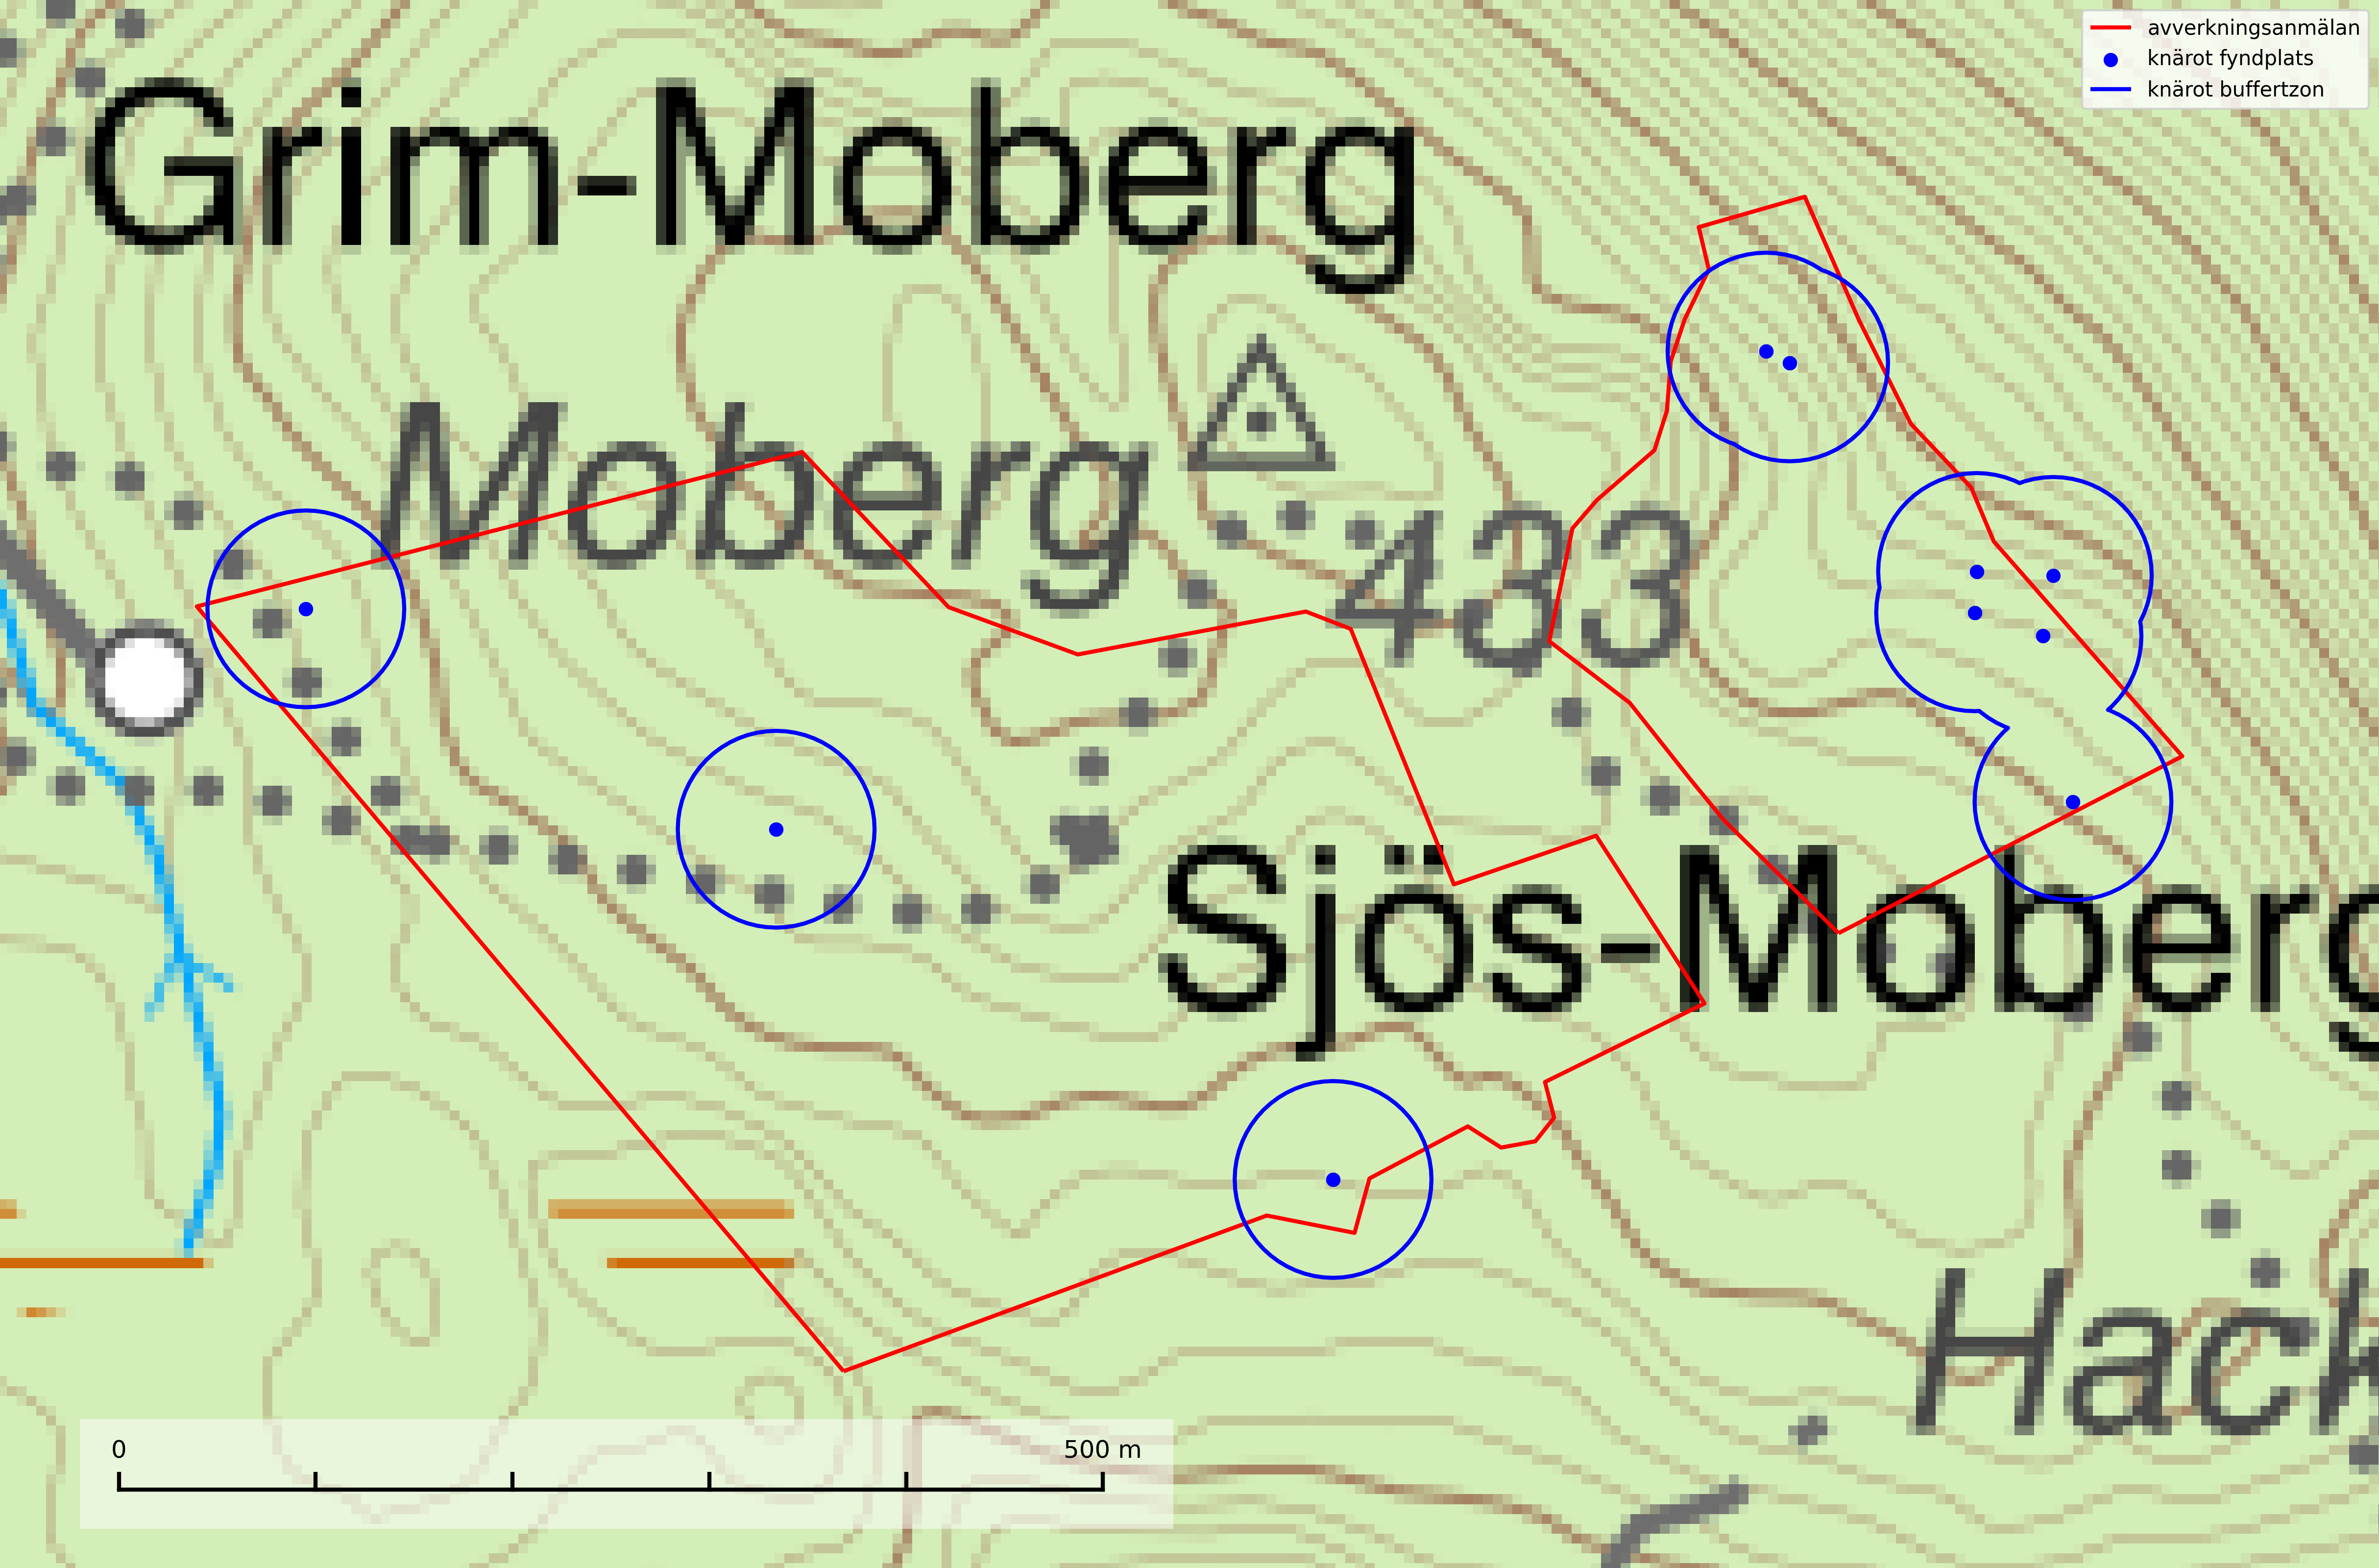 avverkningsanmälan
knärot fyndplats
knärot buffertzon
Grim-Moberg
Moberg
433
Sjös-Moberg
Hack
0 500 m